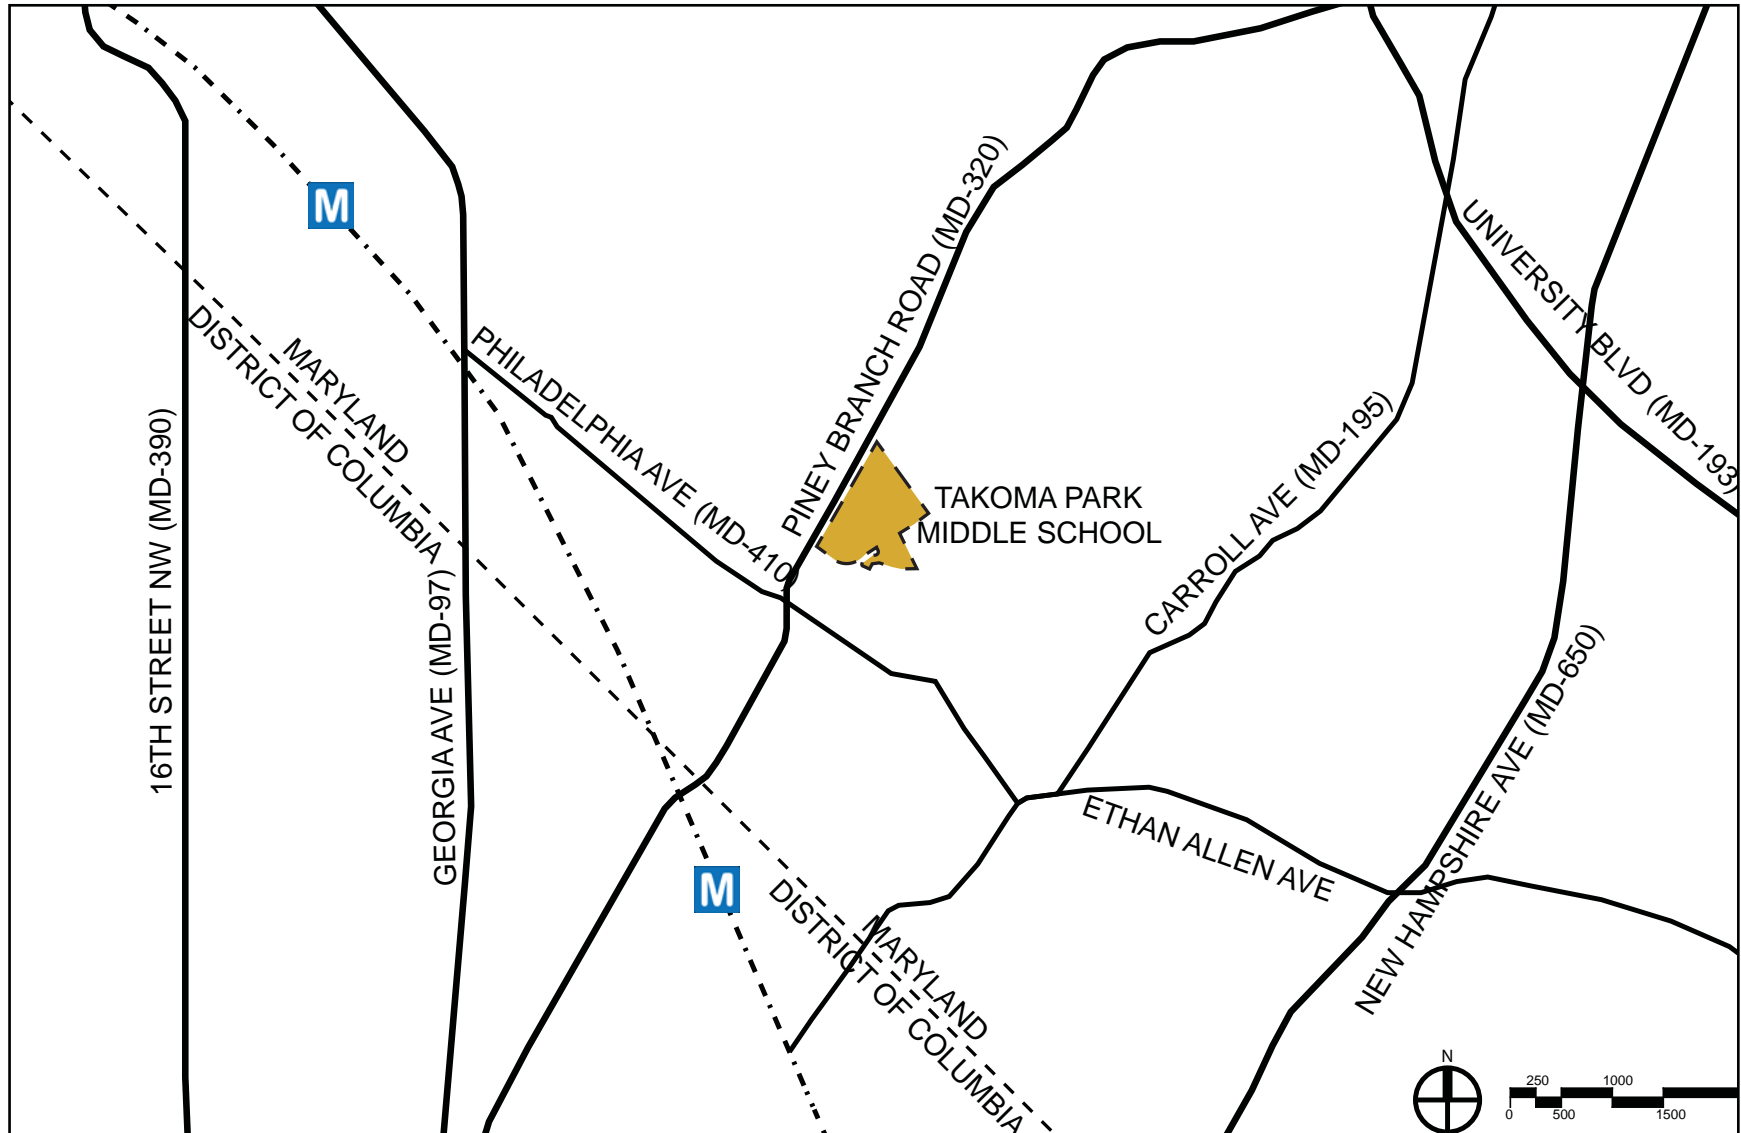 M
PINEY BRANCH ROAD (MD-320)
UNIVERSITY BLVD (MD-193)
PHILADELPHIA AVE (MD-410)
MARYLAND
DISTRICT OF COLUMBIA
16TH STREET NW (MD-390)
GEORGIA AVE (MD-97)
TAKOMA PARK
MIDDLE SCHOOL
CARROLL AVE (MD-195)
NEW HAMPSHIRE AVE (MD-650)
ETHAN ALLEN AVE
M
MARYLAND
DISTRICT OF COLUMBIA
N
250 1000
0 500 1500